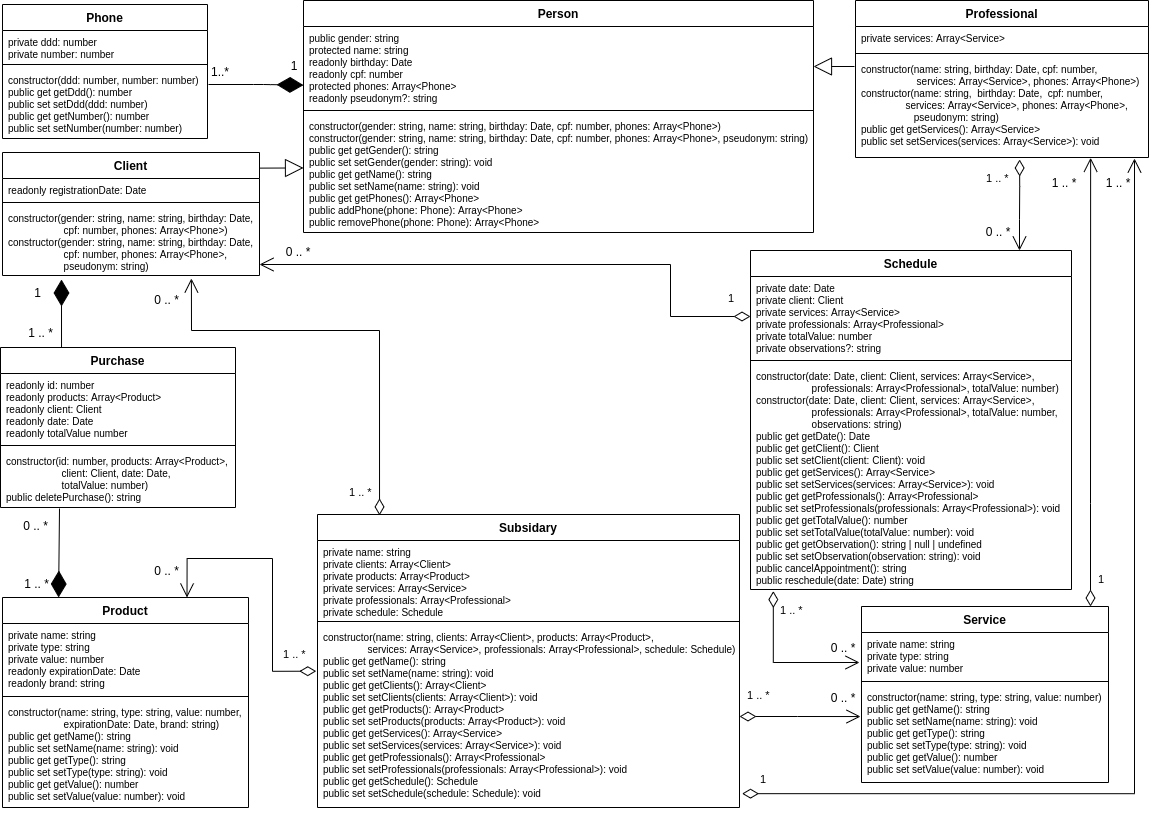 Phone
private ddd: number
private number: number
constructor(ddd: number, number: number)
public get getDdd(): number
public set setDdd(ddd: number)
public get getNumber(): number
public set setNumber(number: number)
1..*
1
Person
public gender: string
protected name: string
readonly birthday: Date
readonly cpf: number
protected phones: Array<Phone>
readonly pseudonym?: string
constructor(gender: string, name: string, birthday: Date, cpf: number, phones: Array<Phone>)
constructor(gender: string, name: string, birthday: Date, cpf: number, phones: Array<Phone>, pseudonym: string)
public get getGender(): string
public set setGender(gender: string): void
public get getName(): string
public set setName(name: string): void
public get getPhones(): Array<Phone>
public addPhone(phone: Phone): Array<Phone>
public removePhone(phone: Phone): Array<Phone>
Professional
private services: Array<Service>
constructor(name: string, birthday: Date, cpf: number,
services: Array<Service>, phones: Array<Phone>)
constructor(name: string, birthday: Date, cpf: number,
services: Array<Service>, phones: Array<Phone>,
pseudonym: string)
public get getServices(): Array<Service>
public set setServices(services: Array<Service>): void
Client
readonly registrationDate: Date
constructor(gender: string, name: string, birthday: Date,
cpf: number, phones: Array<Phone>)
constructor(gender: string, name: string, birthday: Date,
cpf: number, phones: Array<Phone>,
pseudonym: string)
1 .. *
1 .. *
1 .. *
0 .. *
0 .. *
1
0 .. *
1
1 .. *
Schedule
private date: Date
private client: Client
private services: Array<Service>
private professionals: Array<Professional>
private totalValue: number
private observations?: string
constructor(date: Date, client: Client, services: Array<Service>,
professionals: Array<Professional>, totalValue: number)
constructor(date: Date, client: Client, services: Array<Service>,
professionals: Array<Professional>, totalValue: number,
observations: string)
public get getDate(): Date
public get getClient(): Client
public set setClient(client: Client): void
public get getServices(): Array<Service>
public set setServices(services: Array<Service>): void
public get getProfessionals(): Array<Professional>
public set setProfessionals(professionals: Array<Professional>): void
public get getTotalValue(): number
public set setTotalValue(totalValue: number): void
public get getObservation(): string | null | undefined
public set setObservation(observation: string): void
public cancelAppointment(): string
public reschedule(date: Date) string
Purchase
readonly id: number
readonly products: Array<Product>
readonly client: Client
readonly date: Date
readonly totalValue number
constructor(id: number, products: Array<Product>,
client: Client, date: Date,
totalValue: number)
public deletePurchase(): string
0 .. *
1 .. *
0 .. *
1 .. *
1 .. *
Subsidary
private name: string
private clients: Array<Client>
private products: Array<Product>
private services: Array<Service>
private professionals: Array<Professional>
private schedule: Schedule
constructor(name: string, clients: Array<Client>, products: Array<Product>,
services: Array<Service>, professionals: Array<Professional>, schedule: Schedule)
public get getName(): string
public set setName(name: string): void
public get getClients(): Array<Client>
public set setClients(clients: Array<Client>): void
public get getProducts(): Array<Product>
public set setProducts(products: Array<Product>): void
public get getServices(): Array<Service>
public set setServices(services: Array<Service>): void
public get getProfessionals(): Array<Professional>
public set setProfessionals(professionals: Array<Professional>): void
public get getSchedule(): Schedule
public set setSchedule(schedule: Schedule): void
Product
private name: string
private type: string
private value: number
readonly expirationDate: Date
readonly brand: string
constructor(name: string, type: string, value: number,
expirationDate: Date, brand: string)
public get getName(): string
public set setName(name: string): void
public get getType(): string
public set setType(type: string): void
public get getValue(): number
public set setValue(value: number): void
1 .. *
0 .. *
1
1 .. *
0 .. *
1
Service
private name: string
private type: string
private value: number
constructor(name: string, type: string, value: number)
public get getName(): string
public set setName(name: string): void
public get getType(): string
public set setType(type: string): void
public get getValue(): number
public set setValue(value: number): void